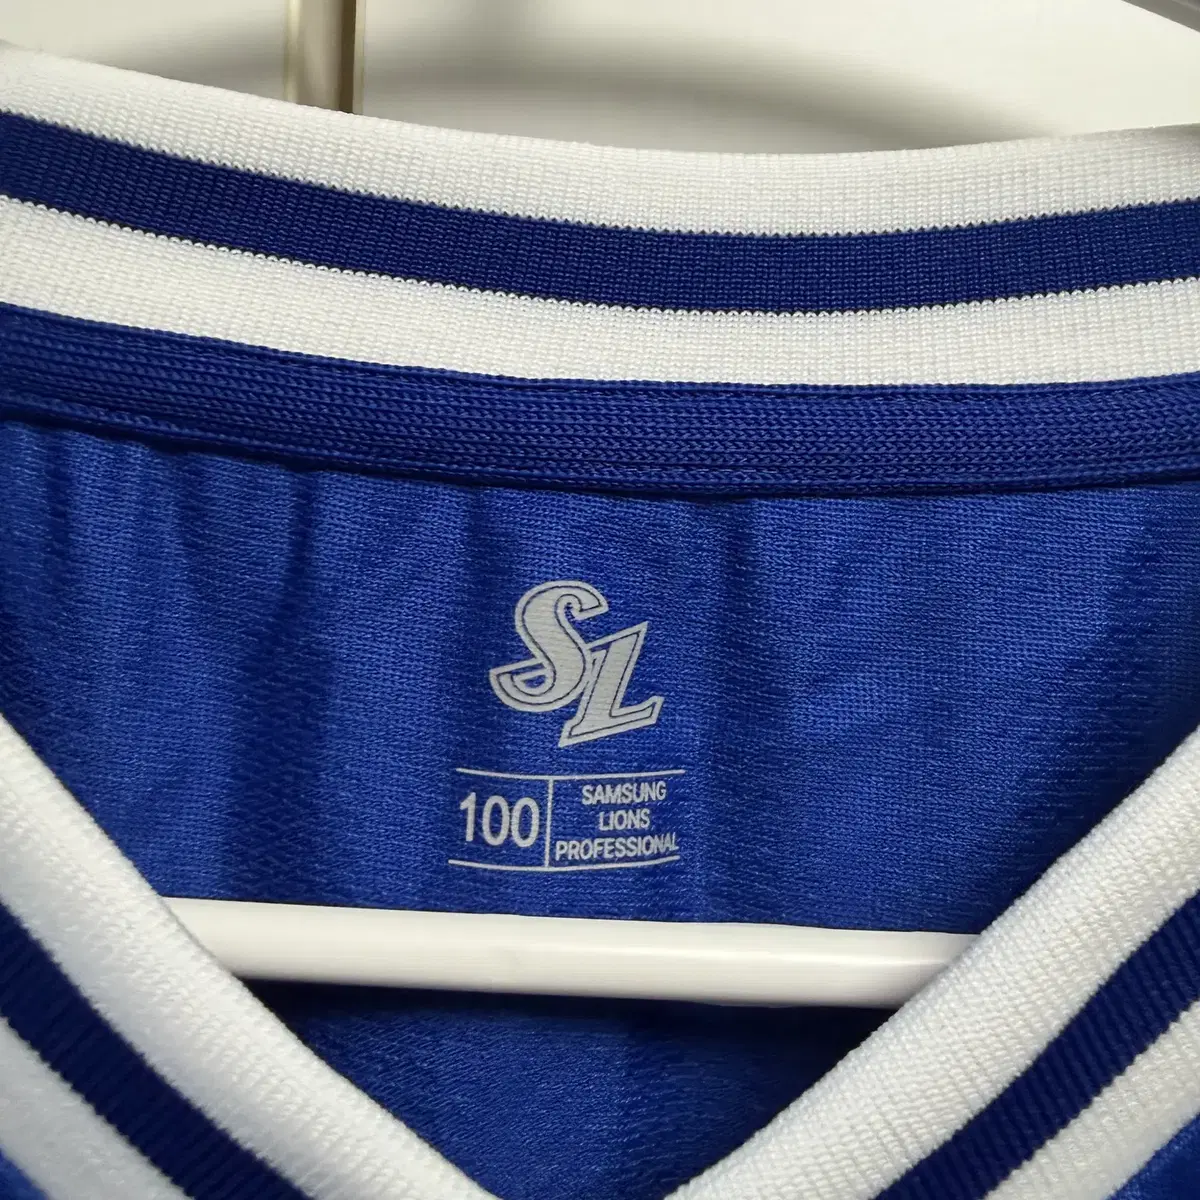 SL
100
SAMSUNG
LIONS
PROFESSIONAL